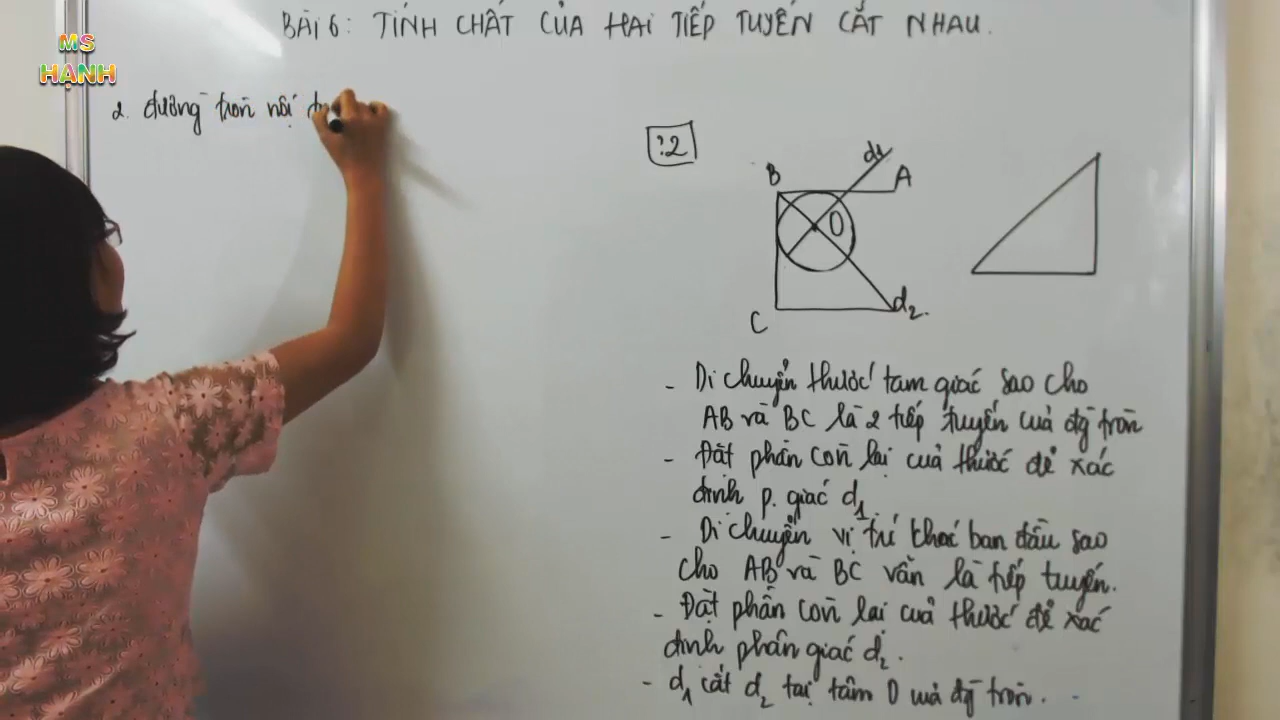 MS
HẠNH
BÀI 6: TÍNH CHẤT CỦA HAI TIẾP TUYẾN CẮT NHAU.
2. đường tròn nội
?2
d1
B
A
O
C
d2.
- Di chuyển thước tam giác sao cho
AB và BC là 2 tiếp tuyến của đg tròn
- Đặt phần còn lại của thước để xác
định p. giác d1
- Di chuyển vị trí khác ban đầu sao
cho AB và BC vẫn là tiếp tuyến.
- Đặt phần còn lại của thước để xác
định phân giác d2.
- d1 cắt d2 tại tâm O của đg tròn.